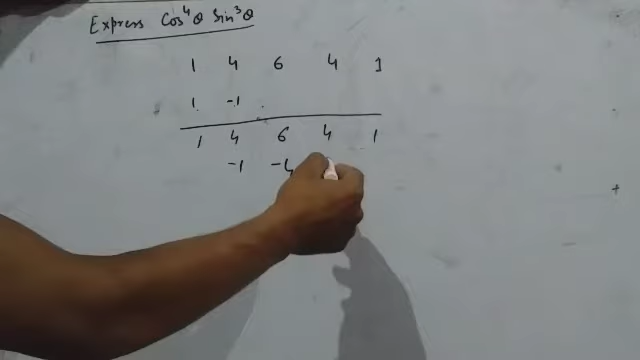 Express Cos⁴θ Sin³θ
1 4 6 4 1
1 -1
1 4 6 4 1
-1 -4
+